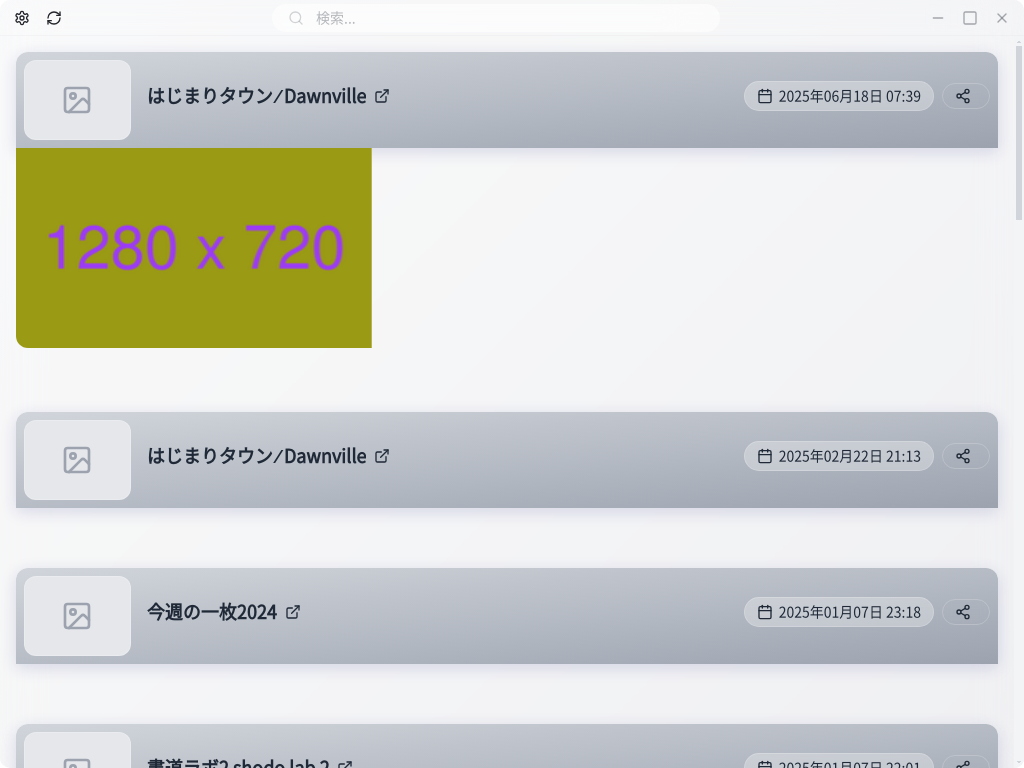 検索...
はじまりタウン⁄Dawnville
2025年06月18日 07:39
1280 x 720
はじまりタウン⁄Dawnville
2025年02月22日 21:13
今週の一枚2024
2025年01月07日 23:18
書道ラボ2 shodo lab 2
2025年01月07日 22:01